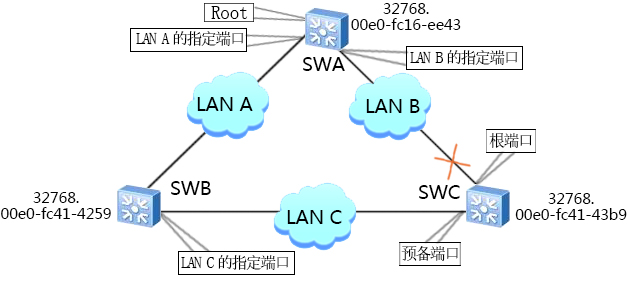 Root
32768.
00e0-fc16-ee43
LAN A 的指定端口
SWA
LAN B 的指定端口
LAN A
LAN B
根端口
SWB
SWC
32768.
00e0-fc41-4259
LAN C
32768.
00e0-fc41-43b9
LAN C 的指定端口
预备端口